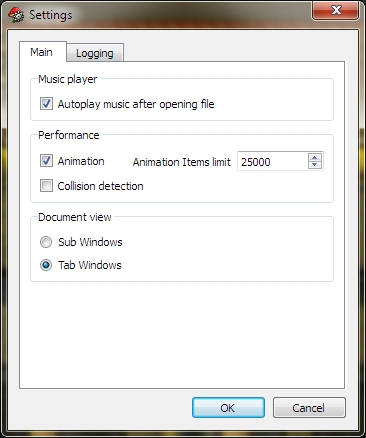 Settings
Main
Logging
Music player
Autoplay music after opening file
Performance
Animation
Animation Items limit
25000
Collision detection
Document view
Sub Windows
Tab Windows
OK
Cancel